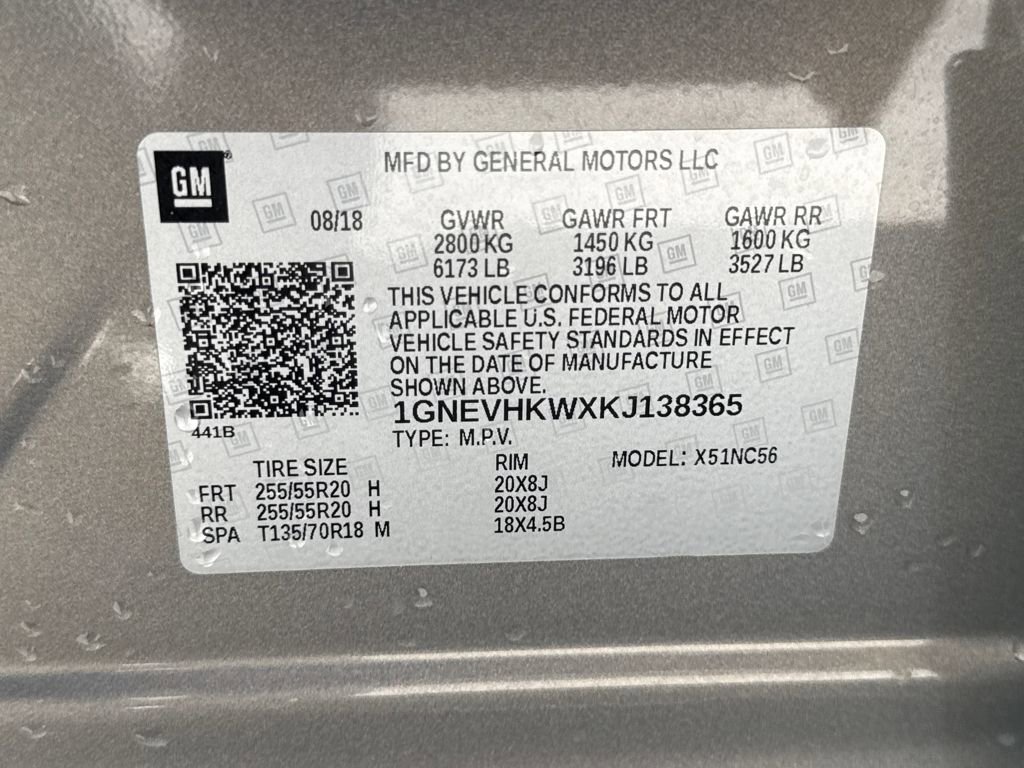 GM
MFD BY GENERAL MOTORS LLC
08/18 GVWR GAWR FRT GAWR RR
2800 KG 1450 KG 1600 KG
6173 LB 3196 LB 3527 LB
THIS VEHICLE CONFORMS TO ALL
APPLICABLE U.S. FEDERAL MOTOR
VEHICLE SAFETY STANDARDS IN EFFECT
ON THE DATE OF MANUFACTURE
SHOWN ABOVE.
1GNEVHKWXKJ138365
441B
TYPE: M.P.V.
TIRE SIZE RIM MODEL: X51NC56
FRT 255/55R20 H 20X8J
RR 255/55R20 H 20X8J
SPA T135/70R18 M 18X4.5B